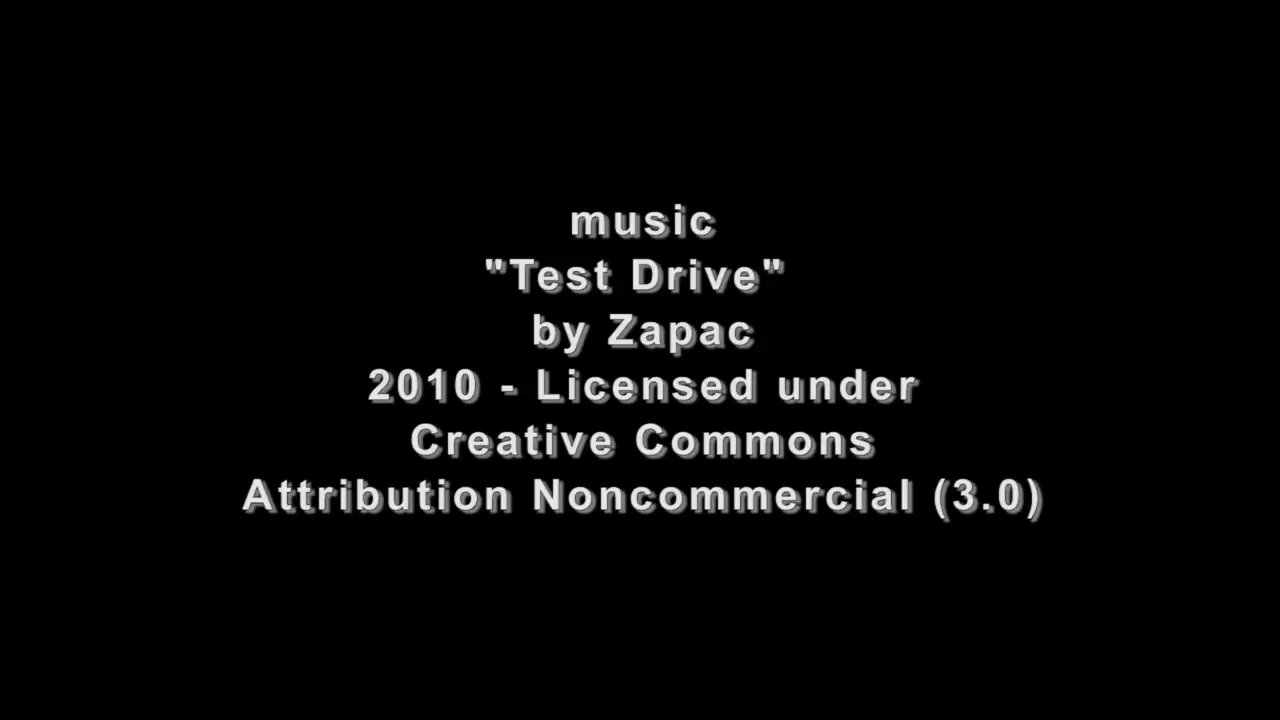 music
"Test Drive"
by Zapac
2010 - Licensed under
Creative Commons
Attribution Noncommercial (3.0)